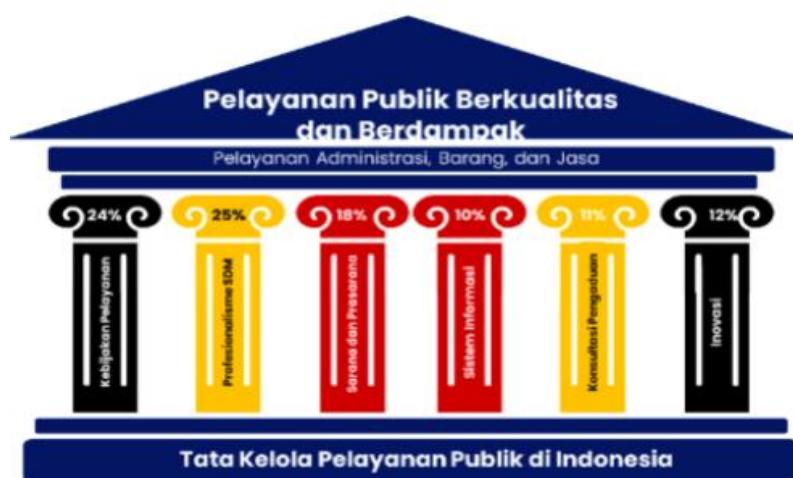 Pelayanan Publik Berkualitas
dan Berdampak
Pelayanan Administrasi, Barang, dan Jasa
24%
25%
18%
10%
11%
12%
Kebijakan Pelayanan
Profesionalisme SDM
Sarana dan Prasarana
Sistem Informasi
Konsultasi Pengaduan
Inovasi
Tata Kelola Pelayanan Publik di Indonesia